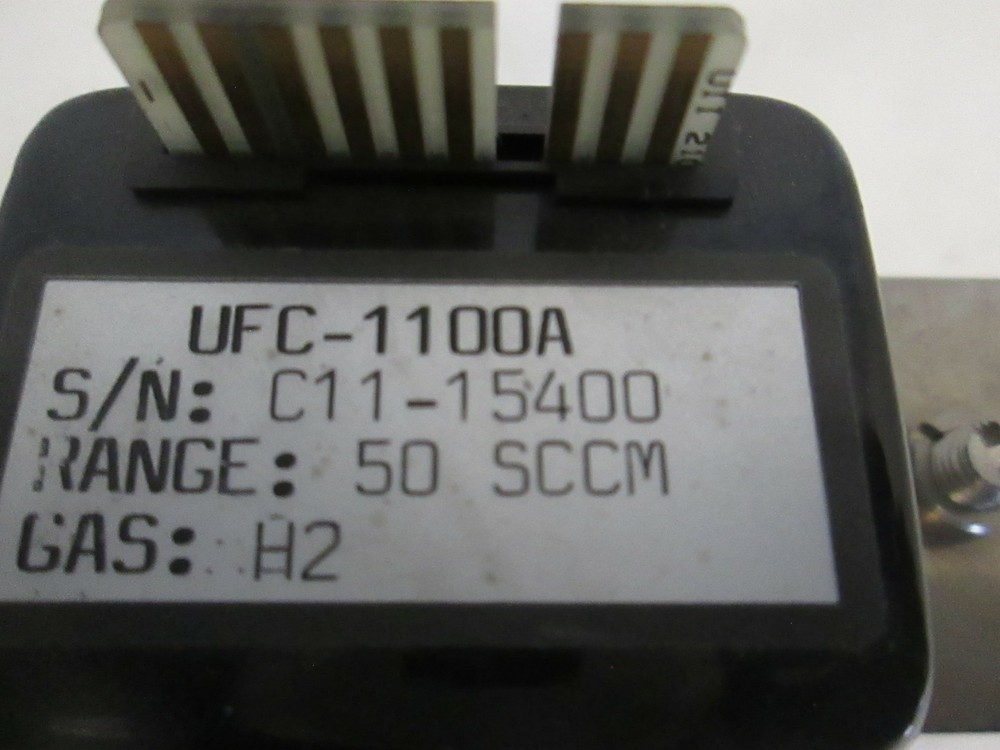 UFC-1100A
S/N: C11-15400
RANGE: 50 SCCM
GAS: H2